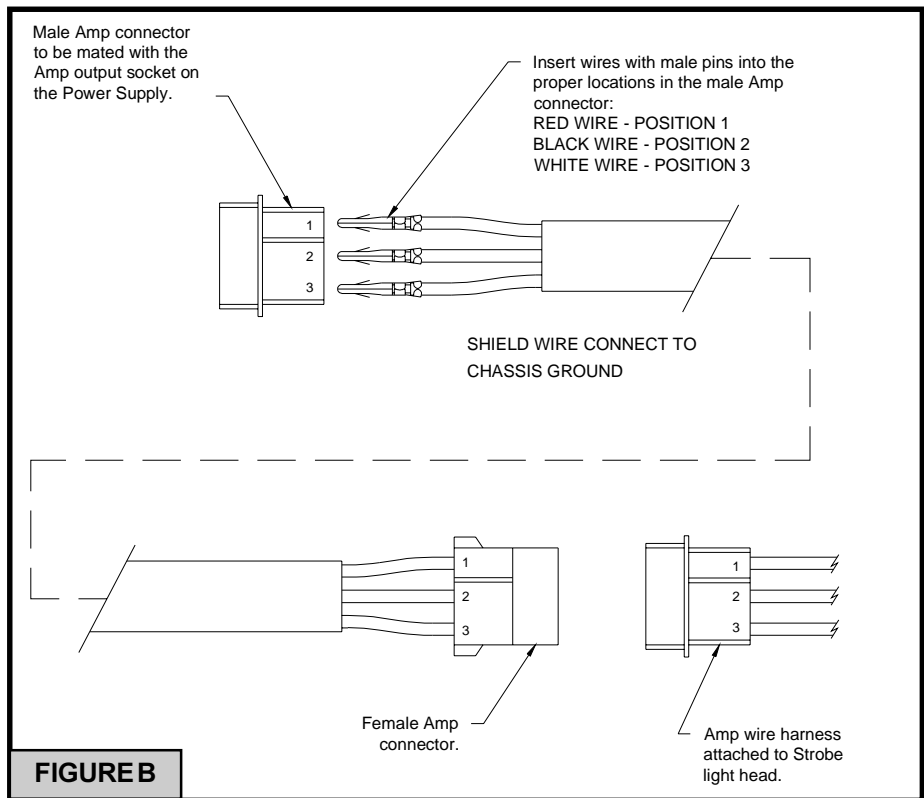 Male Amp connector
to be mated with the
Amp output socket on
the Power Supply.
Insert wires with male pins into the
proper locations in the male Amp
connector:
RED WIRE - POSITION 1
BLACK WIRE - POSITION 2
WHITE WIRE - POSITION 3
1
2
3
SHIELD WIRE CONNECT TO
CHASSIS GROUND
1
2
3
1
2
3
Female Amp
connector.
Amp wire harness
attached to Strobe
light head.
FIGURE B